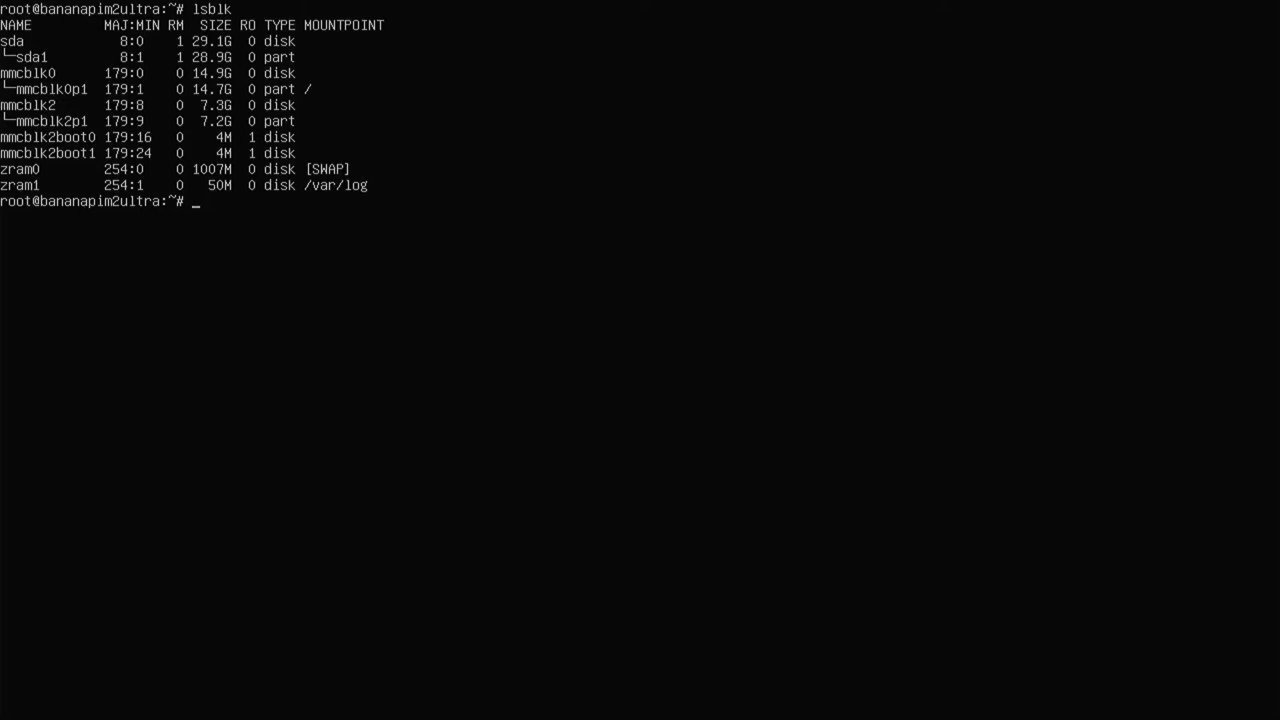 root@bananapim2ultra:~# lsblk
NAME         MAJ:MIN RM  SIZE RO TYPE MOUNTPOINT
sda            8:0    1 29.1G  0 disk
└─sda1         8:1    1 28.9G  0 part
mmcblk0      179:0    0 14.9G  0 disk
└─mmcblk0p1  179:1    0 14.7G  0 part /
mmcblk2      179:8    0  7.3G  0 disk
└─mmcblk2p1  179:9    0  7.2G  0 part
mmcblk2boot0 179:16   0    4M  1 disk
mmcblk2boot1 179:24   0    4M  1 disk
zram0        254:0    0 1007M  0 disk [SWAP]
zram1        254:1    0   50M  0 disk /var/log
root@bananapim2ultra:~# _